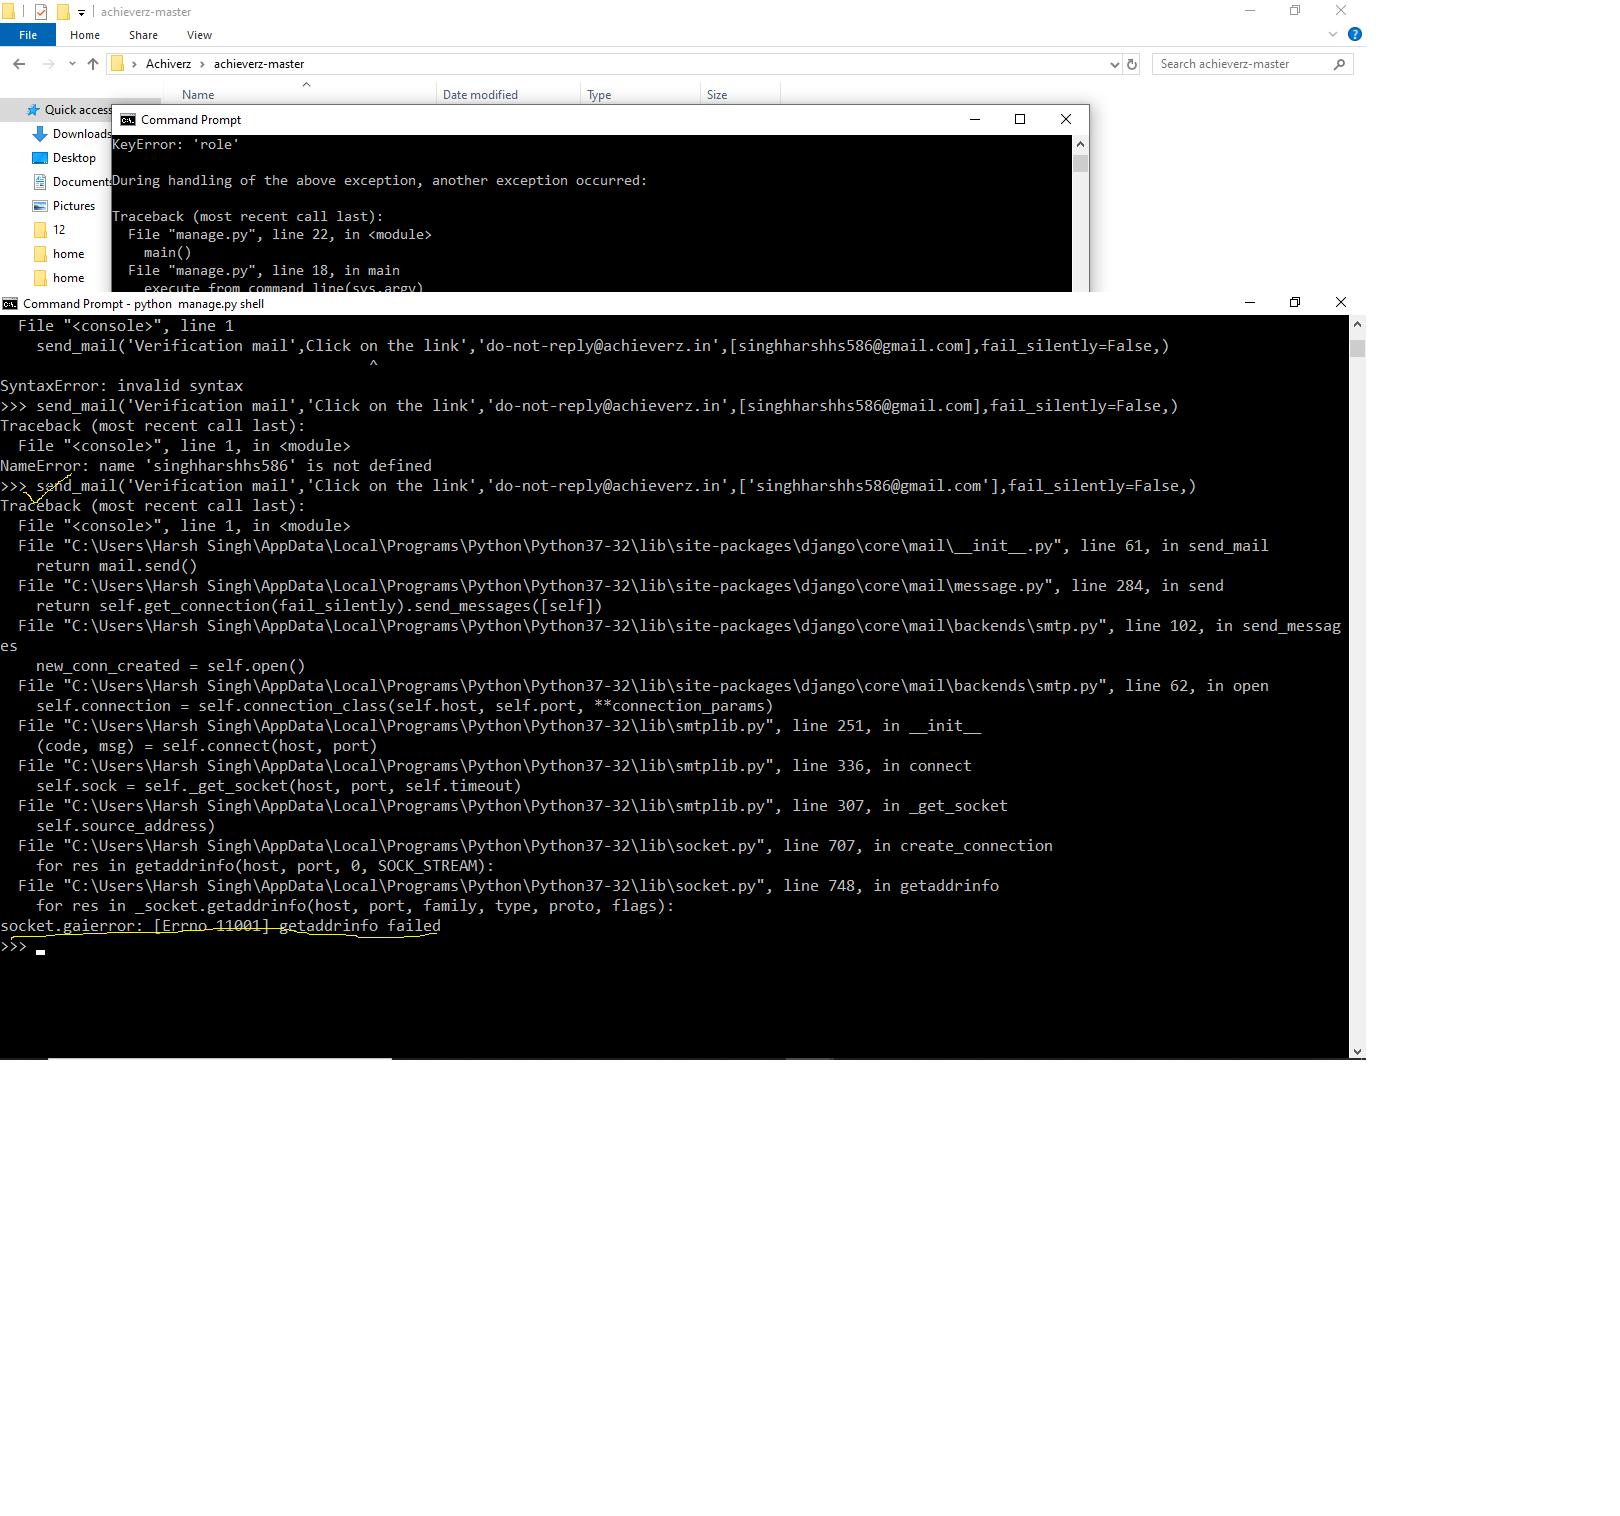 achieverz-master
File Home Share View
Achiverz > achieverz-master
Search achieverz-master
Name Date modified Type Size
Quick access
Downloads
Desktop
Documents
Pictures
12
home
home
Command Prompt
KeyError: 'role'
During handling of the above exception, another exception occurred:
Traceback (most recent call last):
  File "manage.py", line 22, in <module>
    main()
  File "manage.py", line 18, in main
    execute_from_command_line(sys.argv)
Command Prompt - python  manage.py shell
  File "<console>", line 1
    send_mail('Verification mail',Click on the link','do-not-reply@achieverz.in',[singhharshhs586@gmail.com],fail_silently=False,)
^
SyntaxError: invalid syntax
>>> send_mail('Verification mail','Click on the link','do-not-reply@achieverz.in',[singhharshhs586@gmail.com],fail_silently=False,)
Traceback (most recent call last):
  File "<console>", line 1, in <module>
NameError: name 'singhharshhs586' is not defined
>>> send_mail('Verification mail','Click on the link','do-not-reply@achieverz.in',['singhharshhs586@gmail.com'],fail_silently=False,)
Traceback (most recent call last):
  File "<console>", line 1, in <module>
  File "C:\Users\Harsh Singh\AppData\Local\Programs\Python\Python37-32\lib\site-packages\django\core\mail\__init__.py", line 61, in send_mail
    return mail.send()
  File "C:\Users\Harsh Singh\AppData\Local\Programs\Python\Python37-32\lib\site-packages\django\core\mail\message.py", line 284, in send
    return self.get_connection(fail_silently).send_messages([self])
  File "C:\Users\Harsh Singh\AppData\Local\Programs\Python\Python37-32\lib\site-packages\django\core\mail\backends\smtp.py", line 102, in send_messag
es
    new_conn_created = self.open()
  File "C:\Users\Harsh Singh\AppData\Local\Programs\Python\Python37-32\lib\site-packages\django\core\mail\backends\smtp.py", line 62, in open
    self.connection = self.connection_class(self.host, self.port, **connection_params)
  File "C:\Users\Harsh Singh\AppData\Local\Programs\Python\Python37-32\lib\smtplib.py", line 251, in __init__
    (code, msg) = self.connect(host, port)
  File "C:\Users\Harsh Singh\AppData\Local\Programs\Python\Python37-32\lib\smtplib.py", line 336, in connect
    self.sock = self._get_socket(host, port, self.timeout)
  File "C:\Users\Harsh Singh\AppData\Local\Programs\Python\Python37-32\lib\smtplib.py", line 307, in _get_socket
    self.source_address)
  File "C:\Users\Harsh Singh\AppData\Local\Programs\Python\Python37-32\lib\socket.py", line 707, in create_connection
    for res in getaddrinfo(host, port, 0, SOCK_STREAM):
  File "C:\Users\Harsh Singh\AppData\Local\Programs\Python\Python37-32\lib\socket.py", line 748, in getaddrinfo
    for res in _socket.getaddrinfo(host, port, family, type, proto, flags):
socket.gaierror: [Errno 11001] getaddrinfo failed
>>>